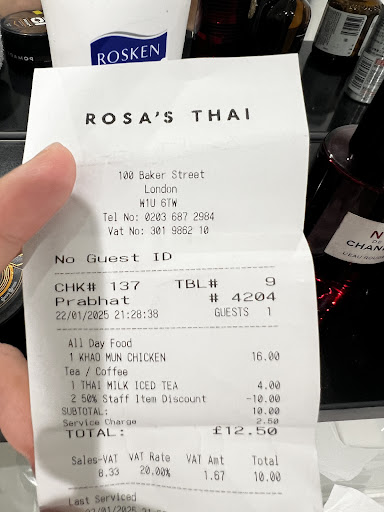 ROSKEN
ROSA'S THAI
100 Baker Street
London
W1U 6TW
Tel No: 0203 687 2984
Vat No: 301 9862 10
No Guest ID
CHK# 137 TBL# 9
Prabhat # 4204
22/01/2025 21:28:38 GUESTS 1
All Day Food
1 KHAO MUN CHICKEN 16.00
Tea / Coffee
1 THAI MILK ICED TEA 4.00
2 50% Staff Item Discount -10.00
SUBTOTAL: 10.00
Service Charge 2.50
TOTAL: £12.50
Sales-VAT VAT Rate VAT Amt Total
8.33 20.00% 1.67 10.00
Last Serviced
N
DE
CHAN
L'EAU ROU